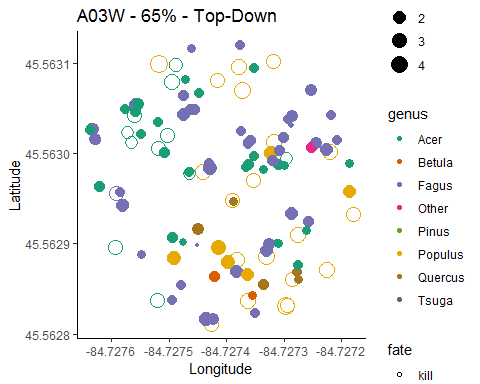 A03W - 65% - Top-Down
Latitude
45.5631
45.5630
45.5629
45.5628
-84.7276 -84.7275 -84.7274 -84.7273 -84.7272
Longitude
2
3
4
genus
Acer
Betula
Fagus
Other
Pinus
Populus
Quercus
Tsuga
fate
kill